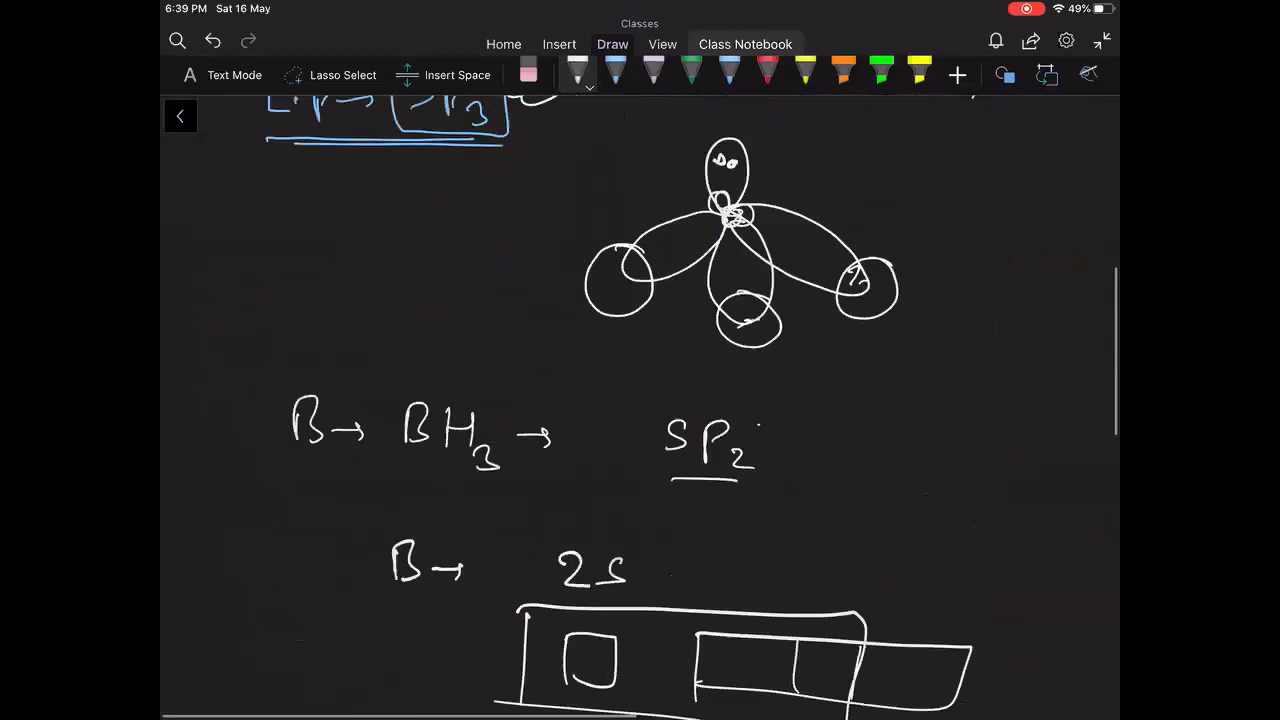 6:39 PM Sat 16 May 49%
Classes
Home Insert Draw View Class Notebook
A Text Mode Lasso Select Insert Space
B → BH3 → SP2
B → 2s